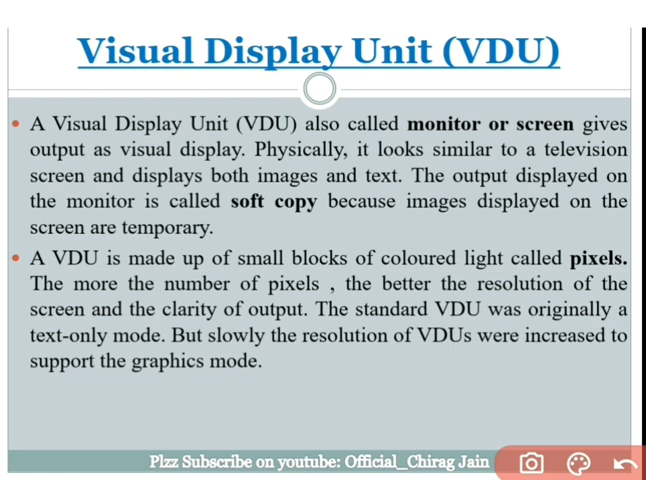 Visual Display Unit (VDU)
• A Visual Display Unit (VDU) also called monitor or screen gives
output as visual display. Physically, it looks similar to a television
screen and displays both images and text. The output displayed on
the monitor is called soft copy because images displayed on the
screen are temporary.
• A VDU is made up of small blocks of coloured light called pixels.
The more the number of pixels , the better the resolution of the
screen and the clarity of output. The standard VDU was originally a
text-only mode. But slowly the resolution of VDUs were increased to
support the graphics mode.
Plzz Subscribe on youtube: Official_Chirag Jain